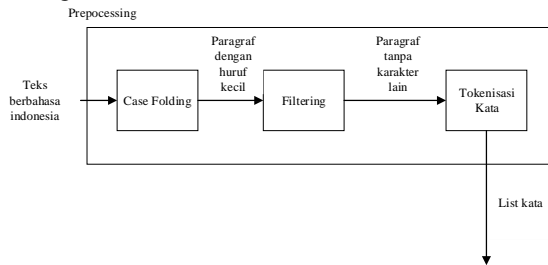 Prepocessing
Teks
berbahasa
indonesia
Case Folding
Paragraf
dengan
huruf
kecil
Filtering
Paragraf
tanpa
karakter
lain
Tokenisasi
Kata
List kata